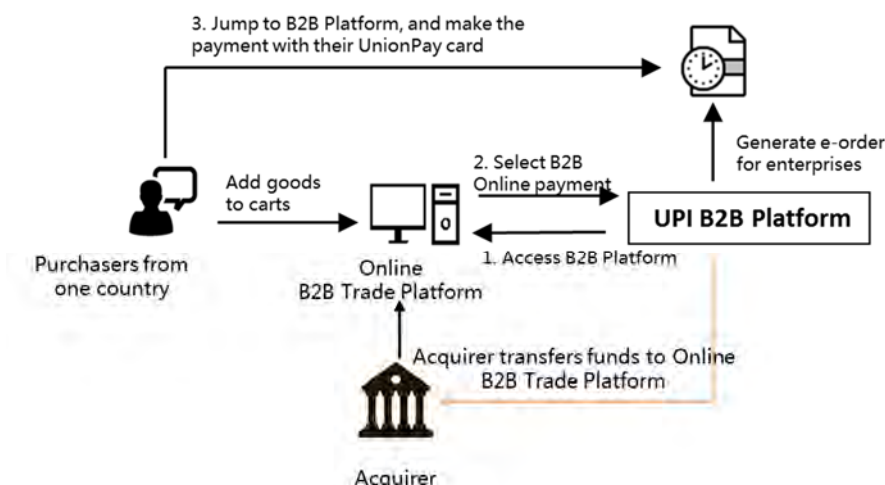 3. Jump to B2B Platform, and make the
payment with their UnionPay card
Generate e-order
for enterprises
Add goods
to carts
2. Select B2B
Online payment
UPI B2B Platform
1. Access B2B Platform
Purchasers from
one country
Online
B2B Trade Platform
Acquirer transfers funds to Online
B2B Trade Platform
Acquirer